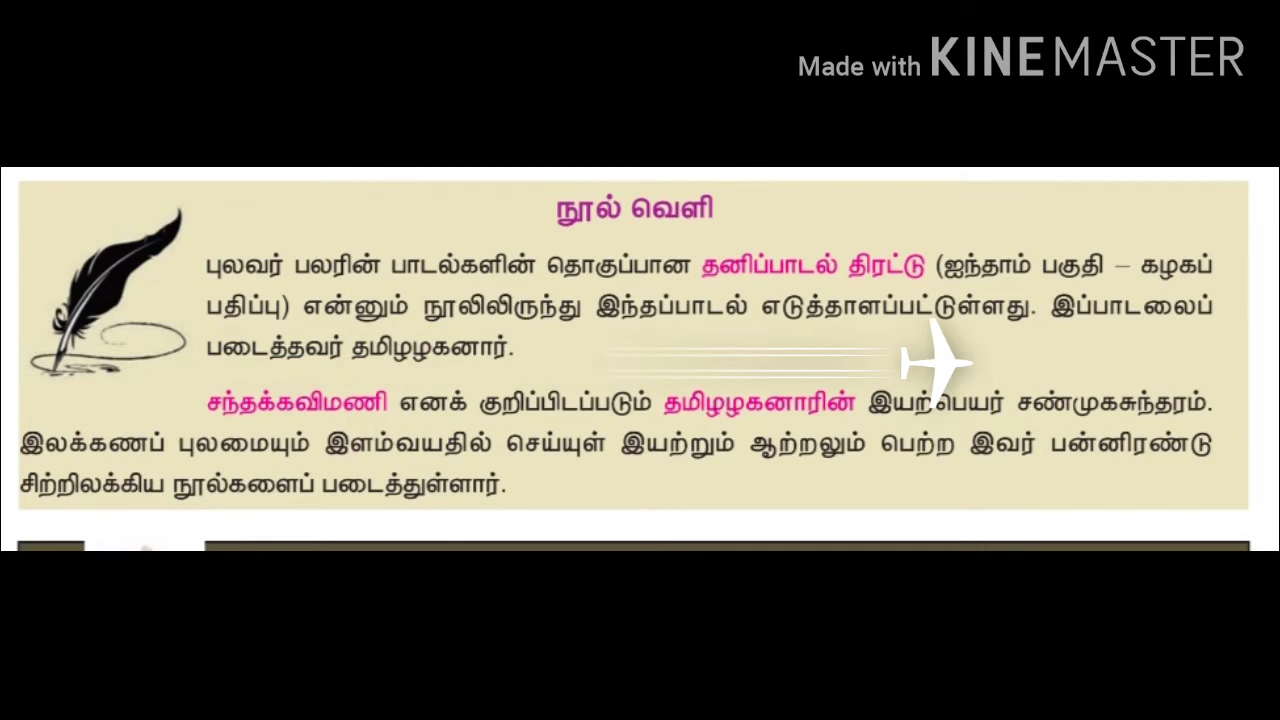 Made with KINEMASTER
நூல் வெளி
புலவர் பலரின் பாடல்களின் தொகுப்பான தனிப்பாடல் திரட்டு (ஐந்தாம் பகுதி – கழகப்
பதிப்பு) என்னும் நூலிலிருந்து இந்தப்பாடல் எடுத்தாளப்பட்டுள்ளது. இப்பாடலைப்
படைத்தவர் தமிழழகனார்.
சந்தக்கவிமணி எனக் குறிப்பிடப்படும் தமிழழகனாரின் இயற்பெயர் சண்முகசுந்தரம்.
இலக்கணப் புலமையும் இளம்வயதில் செய்யுள் இயற்றும் ஆற்றலும் பெற்ற இவர் பன்னிரண்டு
சிற்றிலக்கிய நூல்களைப் படைத்துள்ளார்.